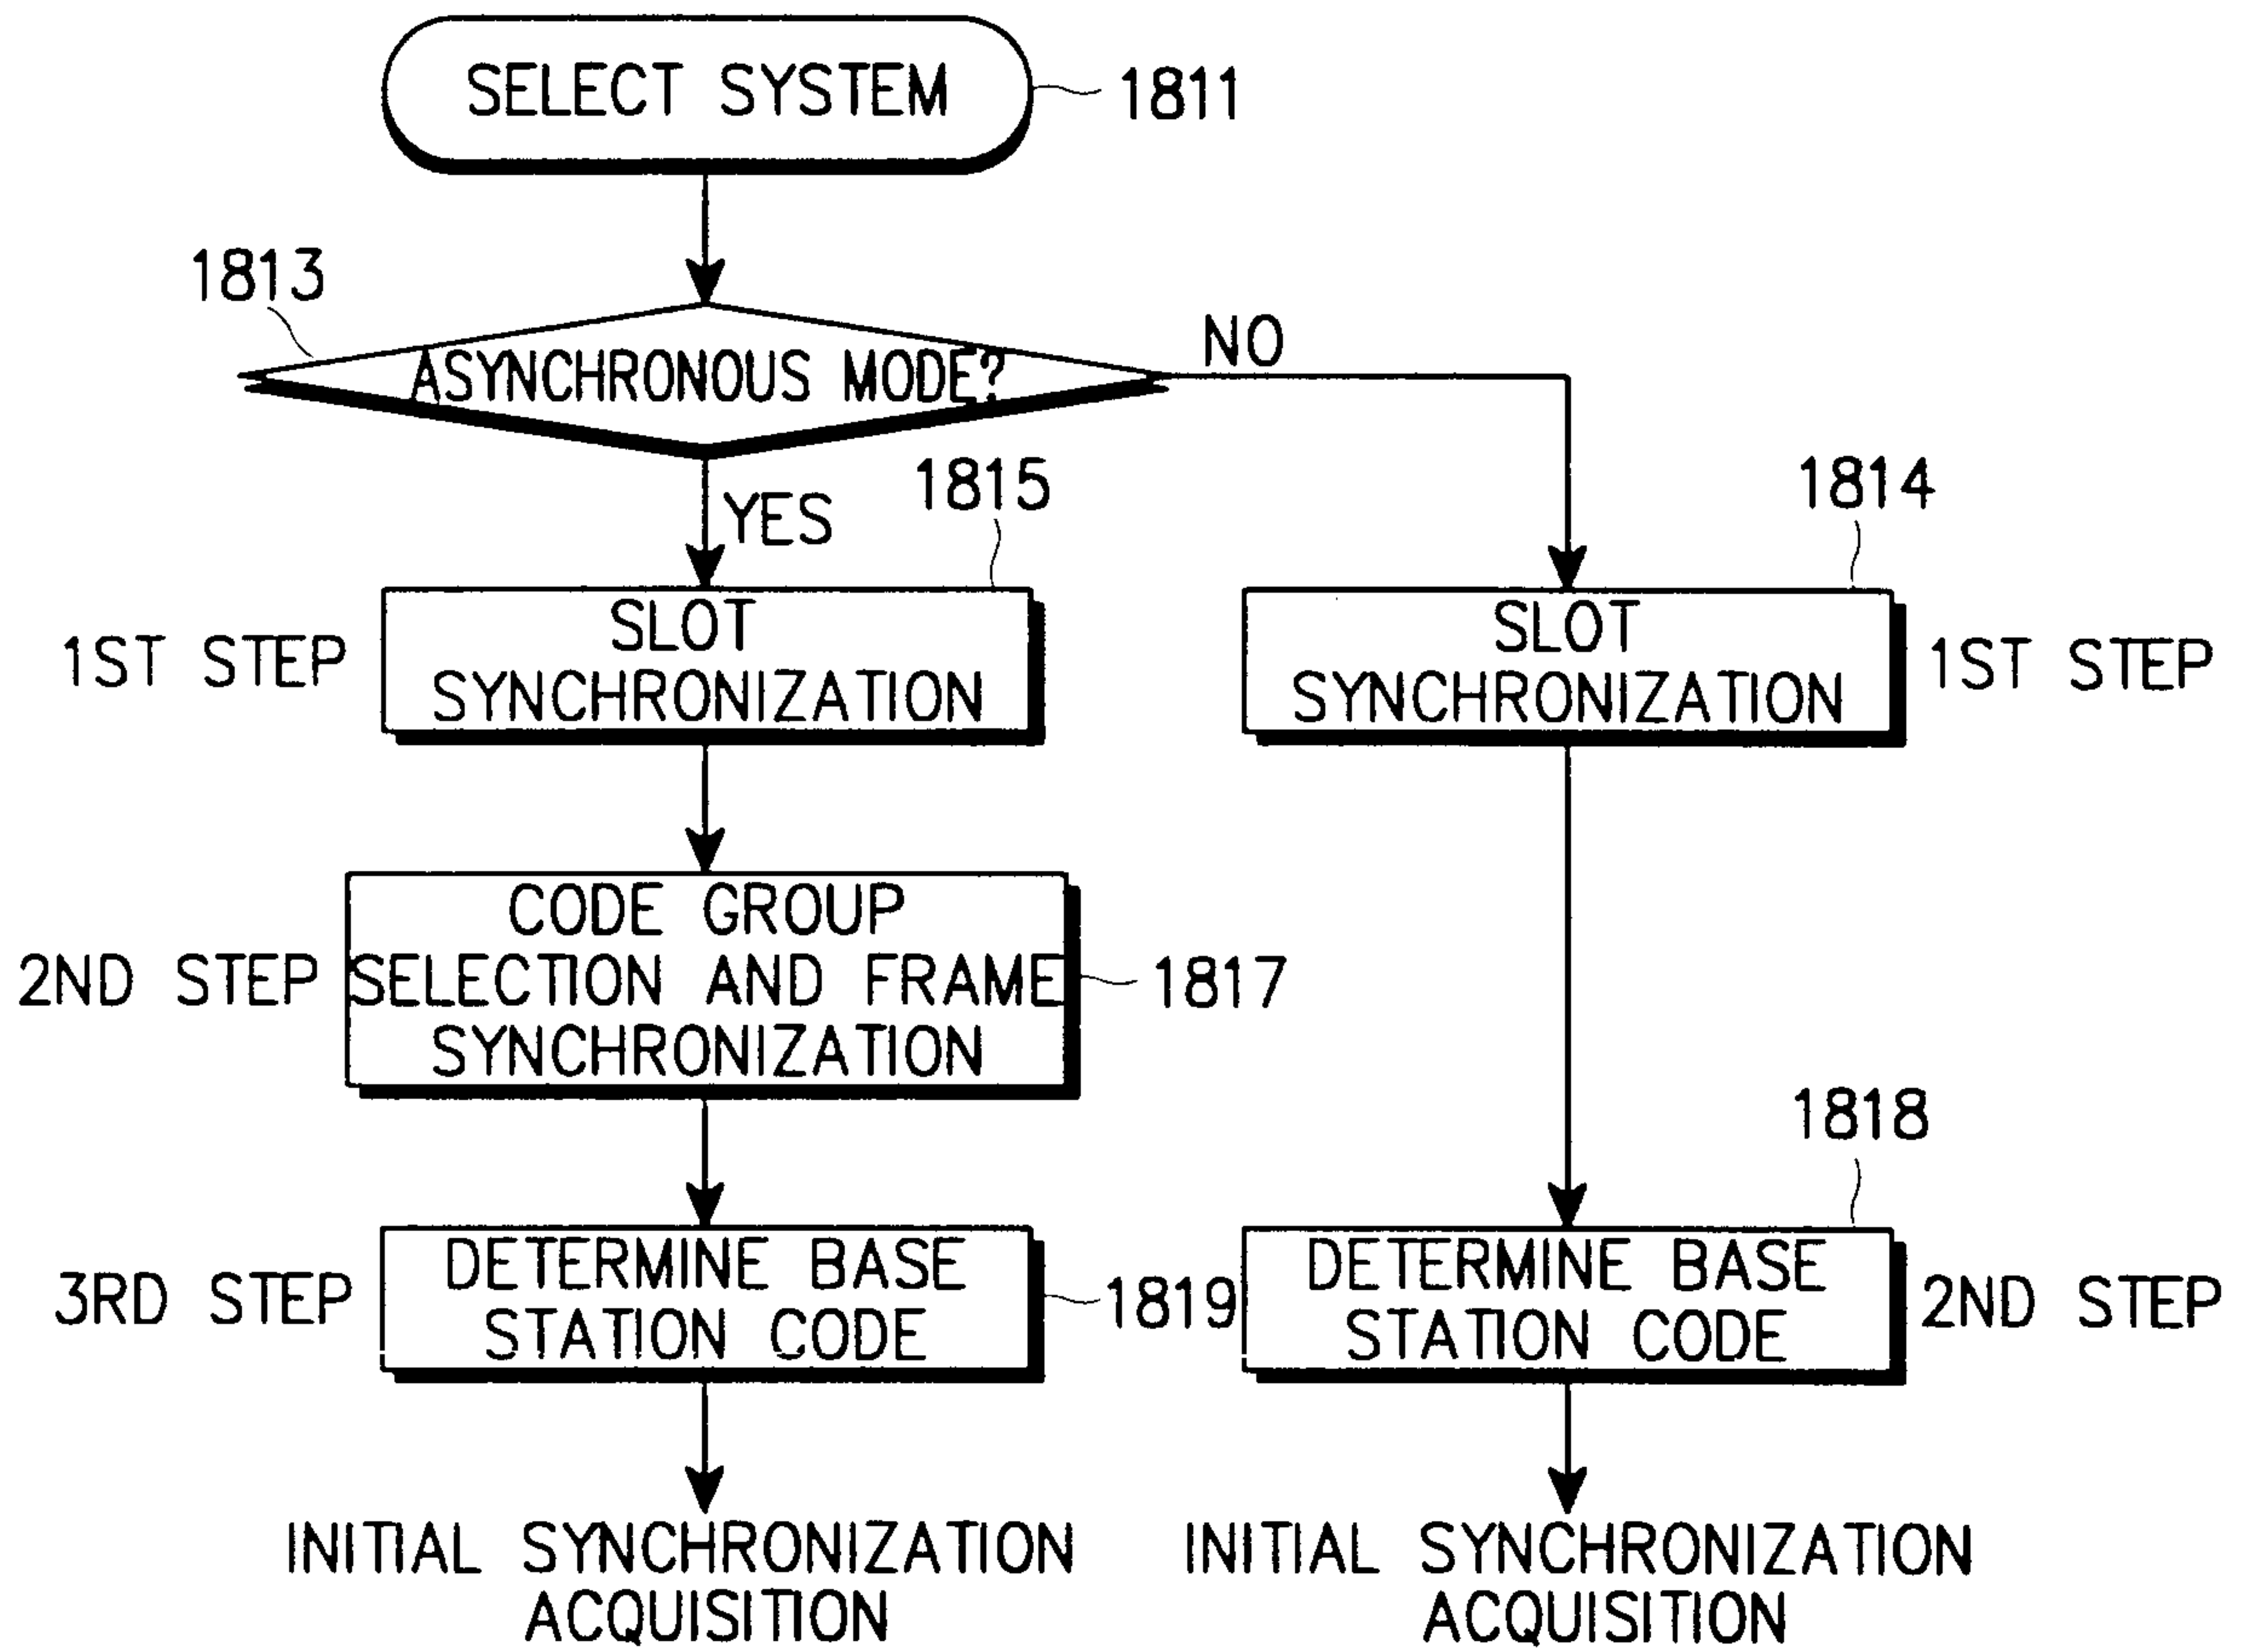 SELECT SYSTEM
1811
1813
ASYNCHRONOUS MODE?
NO
YES
1815
1814
1ST STEP
SLOT
SYNCHRONIZATION
SLOT
SYNCHRONIZATION
1ST STEP
2ND STEP
CODE GROUP
SELECTION AND FRAME
SYNCHRONIZATION
1817
1818
3RD STEP
DETERMINE BASE
STATION CODE
1819
DETERMINE BASE
STATION CODE
2ND STEP
INITIAL SYNCHRONIZATION
ACQUISITION
INITIAL SYNCHRONIZATION
ACQUISITION